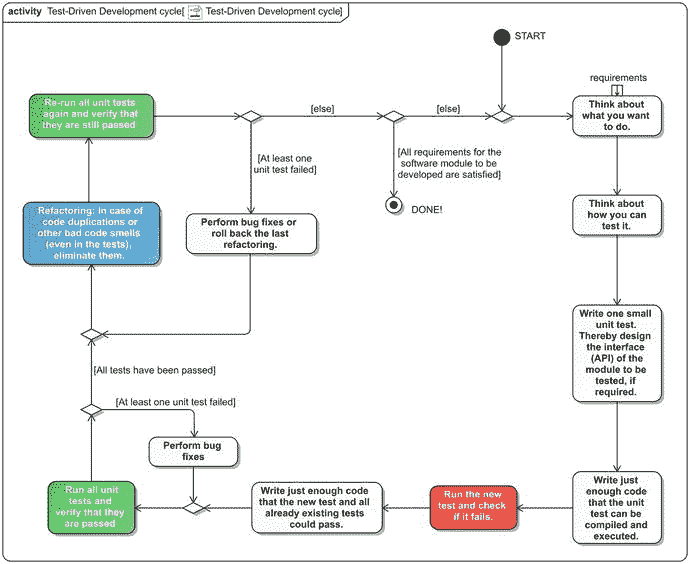 activity Test-Driven Development cycle[ Test-Driven Development cycle]
START
requirements
Think about
what you want
to do.
Think about
how you can
test it.
Write one small
unit test.
Thereby design
the interface
(API) of the
module to be
tested, if
required.
Write just
enough code
that the unit
test can be
compiled and
executed.
Run the new
test and check
if it fails.
Write just enough code
that the new test and all
already existing tests
could pass.
Run all unit
tests and
verify that they
are passed
[At least one unit test failed]
Perform bug
fixes
[All tests have been passed]
Refactoring: In case of
code duplications or
other bad code smells
(even in the tests),
eliminate them.
Re-run all unit tests
again and verify that
they are still passed
[At least one
unit test failed]
Perform bug fixes or
roll back the last
refactoring.
[else]
[All requirements for the
software module to be
developed are satisfied]
DONE!
[else]